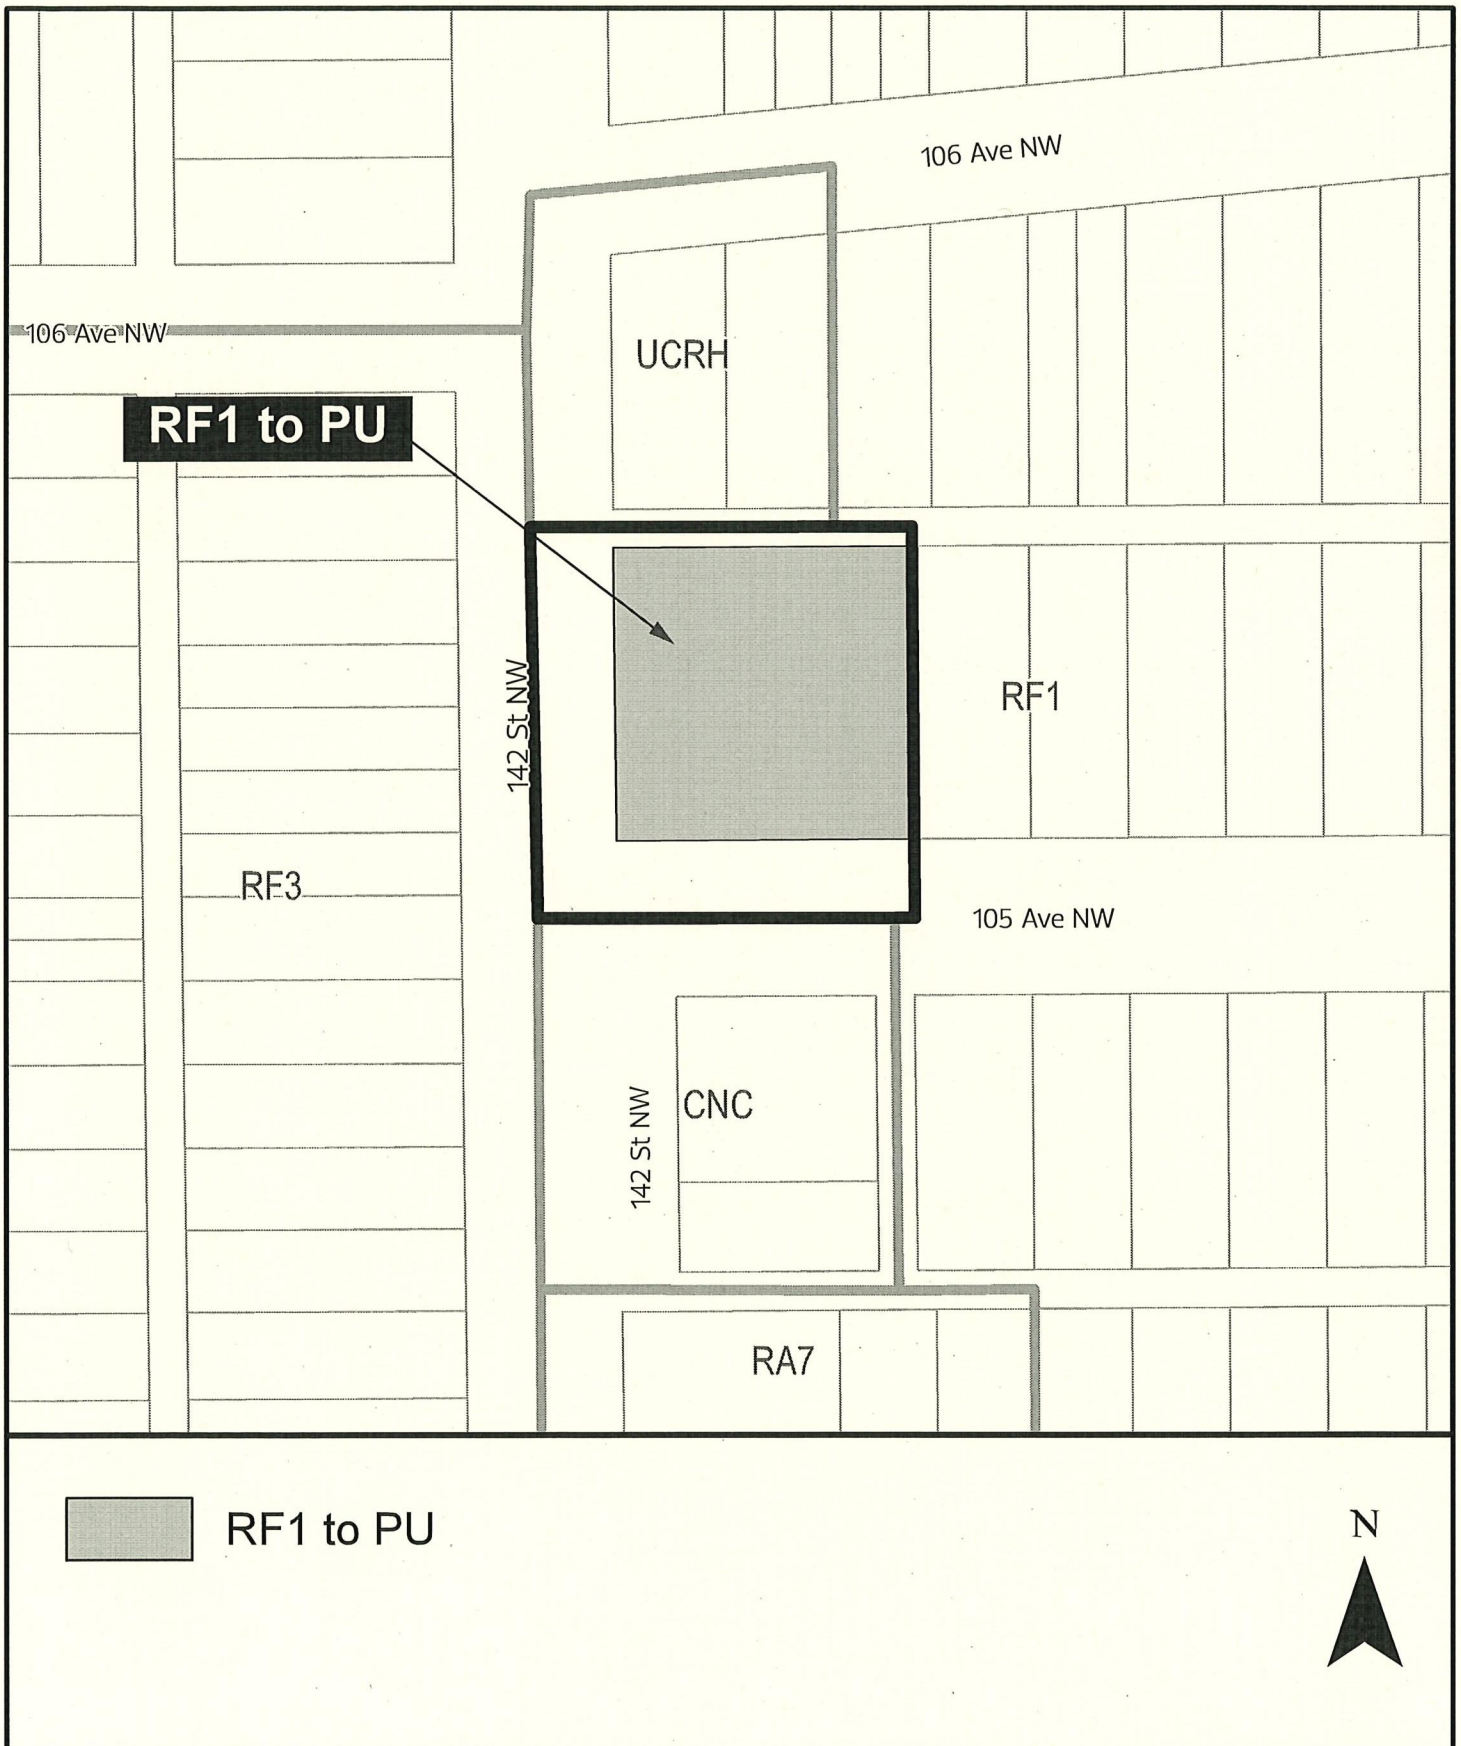 106 Ave NW
106 Ave NW
UCRH
RF1 to PU
RF1
142 St NW
RF3
105 Ave NW
CNC
142 St NW
RA7
RF1 to PU
N